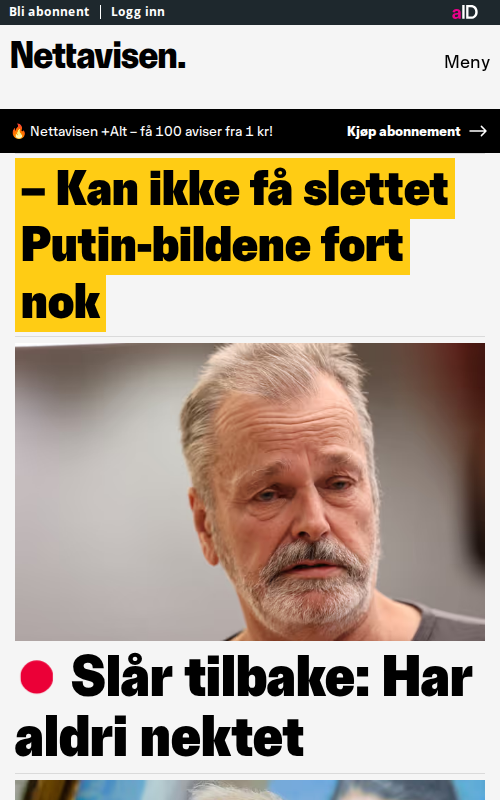 Bli abonnent | Logg inn
aID
Nettavisen.
Meny
🔥 Nettavisen +Alt – få 100 aviser fra 1 kr!
Kjøp abonnement →
– Kan ikke få slettet
Putin-bildene fort
nok
Slår tilbake: Har
aldri nektet